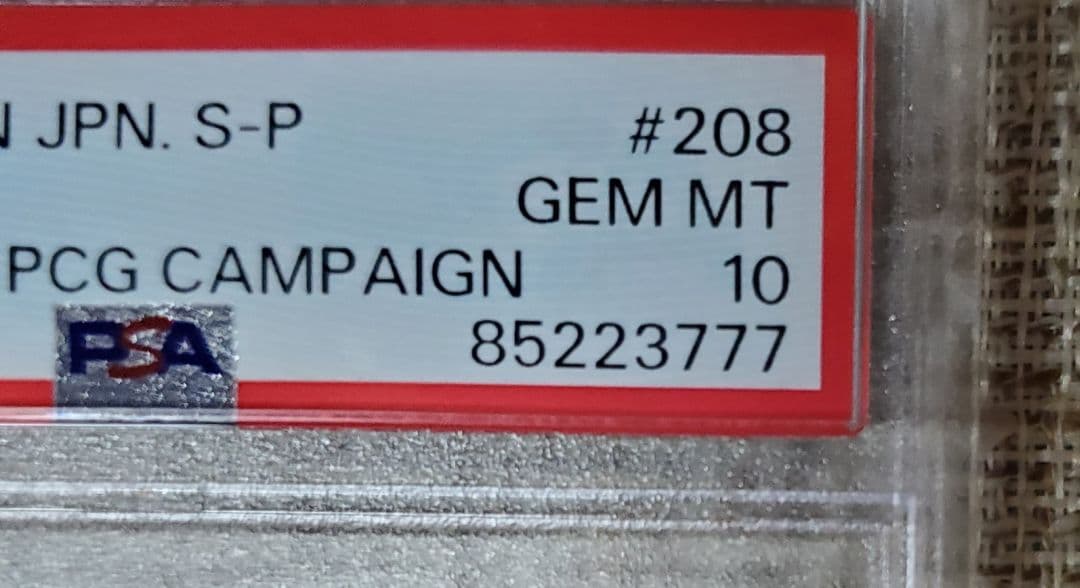 JPN. S-P #208
GEM MT
PCG CAMPAIGN 10
PSA 85223777